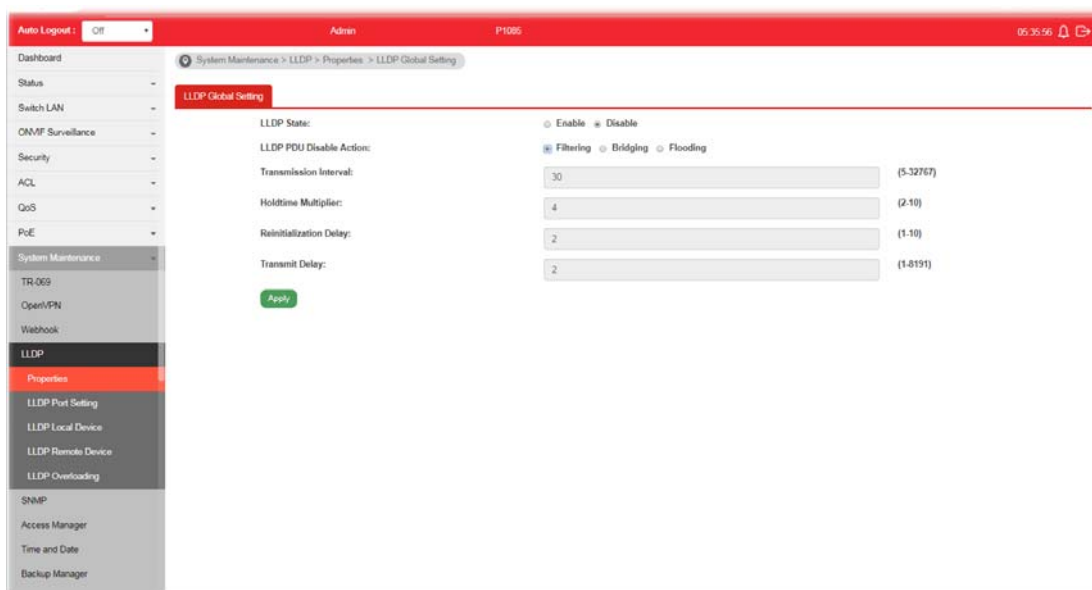 Auto Logout : Off Admin P1085 05:35:56
Dashboard
System Maintenance > LLDP > Properties > LLDP Global Setting
Status
LLDP Global Setting
Switch LAN
LLDP State: Enable Disable
ONVIF Surveillance
LLDP PDU Disable Action: Filtering Bridging Flooding
Security
Transmission Interval: 30 (5-32767)
ACL
Holdtime Multiplier: 4 (2-10)
QoS
PoE
Reinitialization Delay: 2 (1-10)
System Maintenance
Transmit Delay: 2 (1-8191)
TR-069
Apply
OpenVPN
Webhook
LLDP
Properties
LLDP Port Setting
LLDP Local Device
LLDP Remote Device
LLDP Overloading
SNMP
Access Manager
Time and Date
Backup Manager